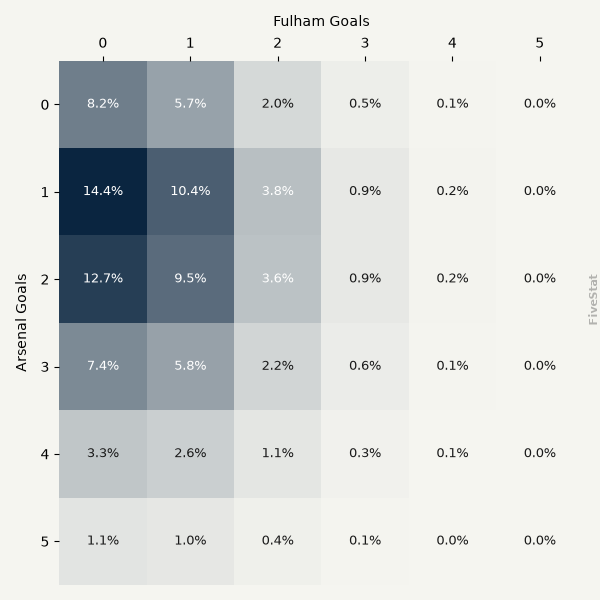 Fulham Goals
0 1 2 3 4 5
0 8.2% 5.7% 2.0% 0.5% 0.1% 0.0%
1 14.4% 10.4% 3.8% 0.9% 0.2% 0.0%
2 12.7% 9.5% 3.6% 0.9% 0.2% 0.0%
3 7.4% 5.8% 2.2% 0.6% 0.1% 0.0%
4 3.3% 2.6% 1.1% 0.3% 0.1% 0.0%
5 1.1% 1.0% 0.4% 0.1% 0.0% 0.0%
Arsenal Goals
FiveStat